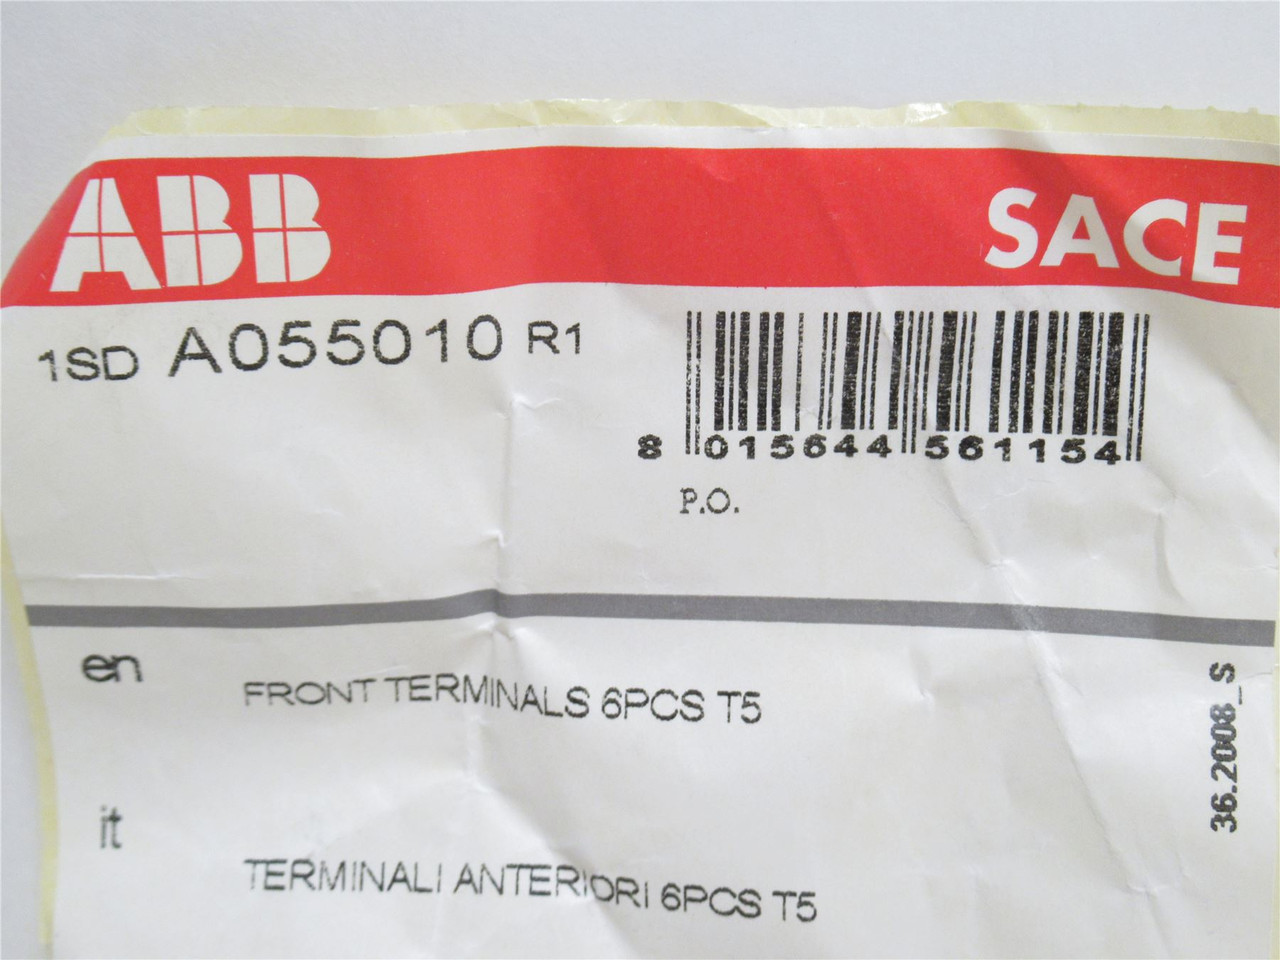 ABB SACE
1SD A055010 R1
8 015644 561154
P.O.
en FRONT TERMINALS 6PCS T5
it TERMINALI ANTERIORI 6PCS T5
36.2008_S